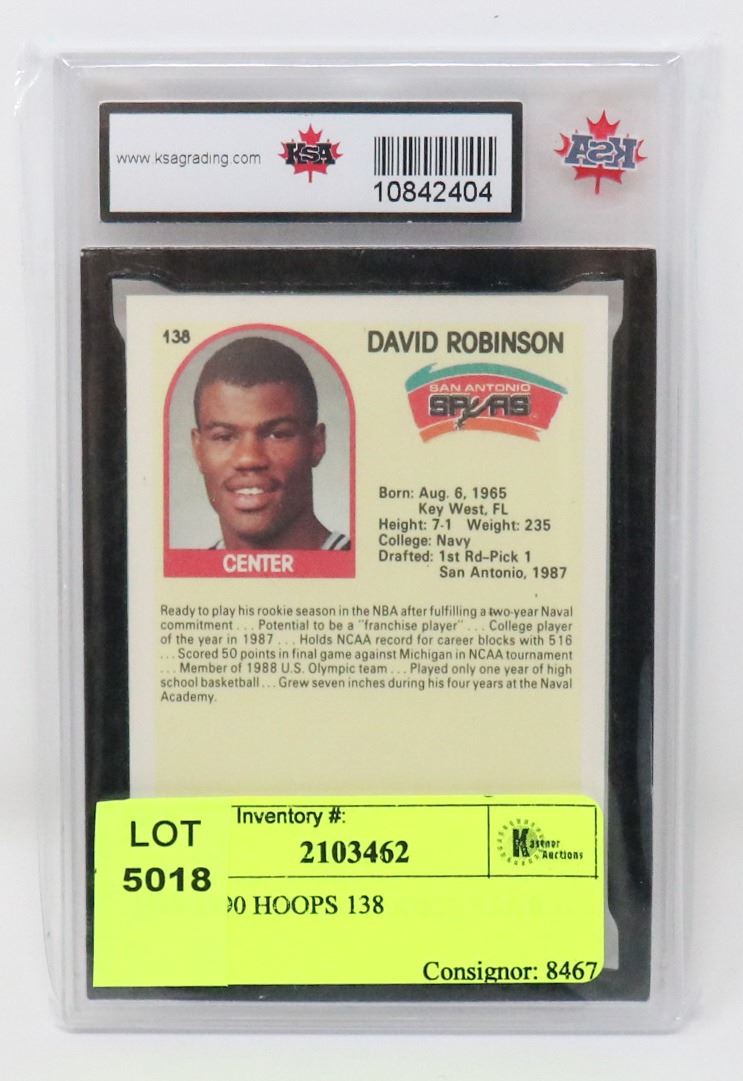 www.ksagrading.com
KSA
10842404
KSA
138
DAVID ROBINSON
SAN ANTONIO
SPURS
Born: Aug. 6, 1965
Key West, FL
Height: 7-1 Weight: 235
College: Navy
Drafted: 1st Rd–Pick 1
San Antonio, 1987
CENTER
Ready to play his rookie season in the NBA after fulfilling a two-year Naval
commitment . . . Potential to be a "franchise player" . . . College player
of the year in 1987 . . . Holds NCAA record for career blocks with 516
. . . Scored 50 points in final game against Michigan in NCAA tournament
. . . Member of 1988 U.S. Olympic team . . . Played only one year of high
school basketball . . . Grew seven inches during his four years at the Naval
Academy.
LOT
5018
Inventory #:
2103462
Kastner
Auctions
90 HOOPS 138
Consignor: 8467